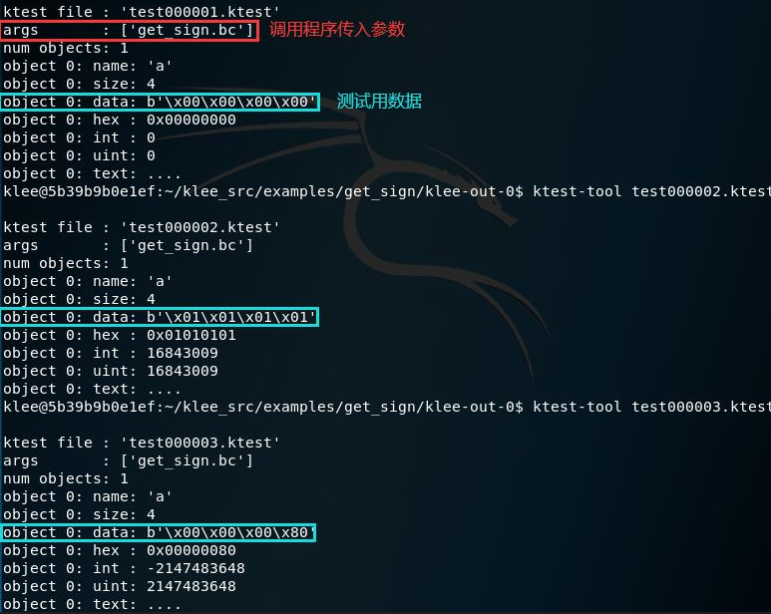 ktest file : 'test000001.ktest'
args       : ['get_sign.bc'] 调用程序传入参数
num objects: 1
object 0: name: 'a'
object 0: size: 4
object 0: data: b'\x00\x00\x00\x00' 测试用数据
object 0: hex : 0x00000000
object 0: int : 0
object 0: uint: 0
object 0: text: ....
klee@5b39b9b0e1ef:~/klee_src/examples/get_sign/klee-out-0$ ktest-tool test000002.ktest
ktest file : 'test000002.ktest'
args       : ['get_sign.bc']
num objects: 1
object 0: name: 'a'
object 0: size: 4
object 0: data: b'\x01\x01\x01\x01'
object 0: hex : 0x01010101
object 0: int : 16843009
object 0: uint: 16843009
object 0: text: ....
klee@5b39b9b0e1ef:~/klee_src/examples/get_sign/klee-out-0$ ktest-tool test000003.ktest
ktest file : 'test000003.ktest'
args       : ['get_sign.bc']
num objects: 1
object 0: name: 'a'
object 0: size: 4
object 0: data: b'\x00\x00\x00\x80'
object 0: hex : 0x00000080
object 0: int : -2147483648
object 0: uint: 2147483648
object 0: text: ....